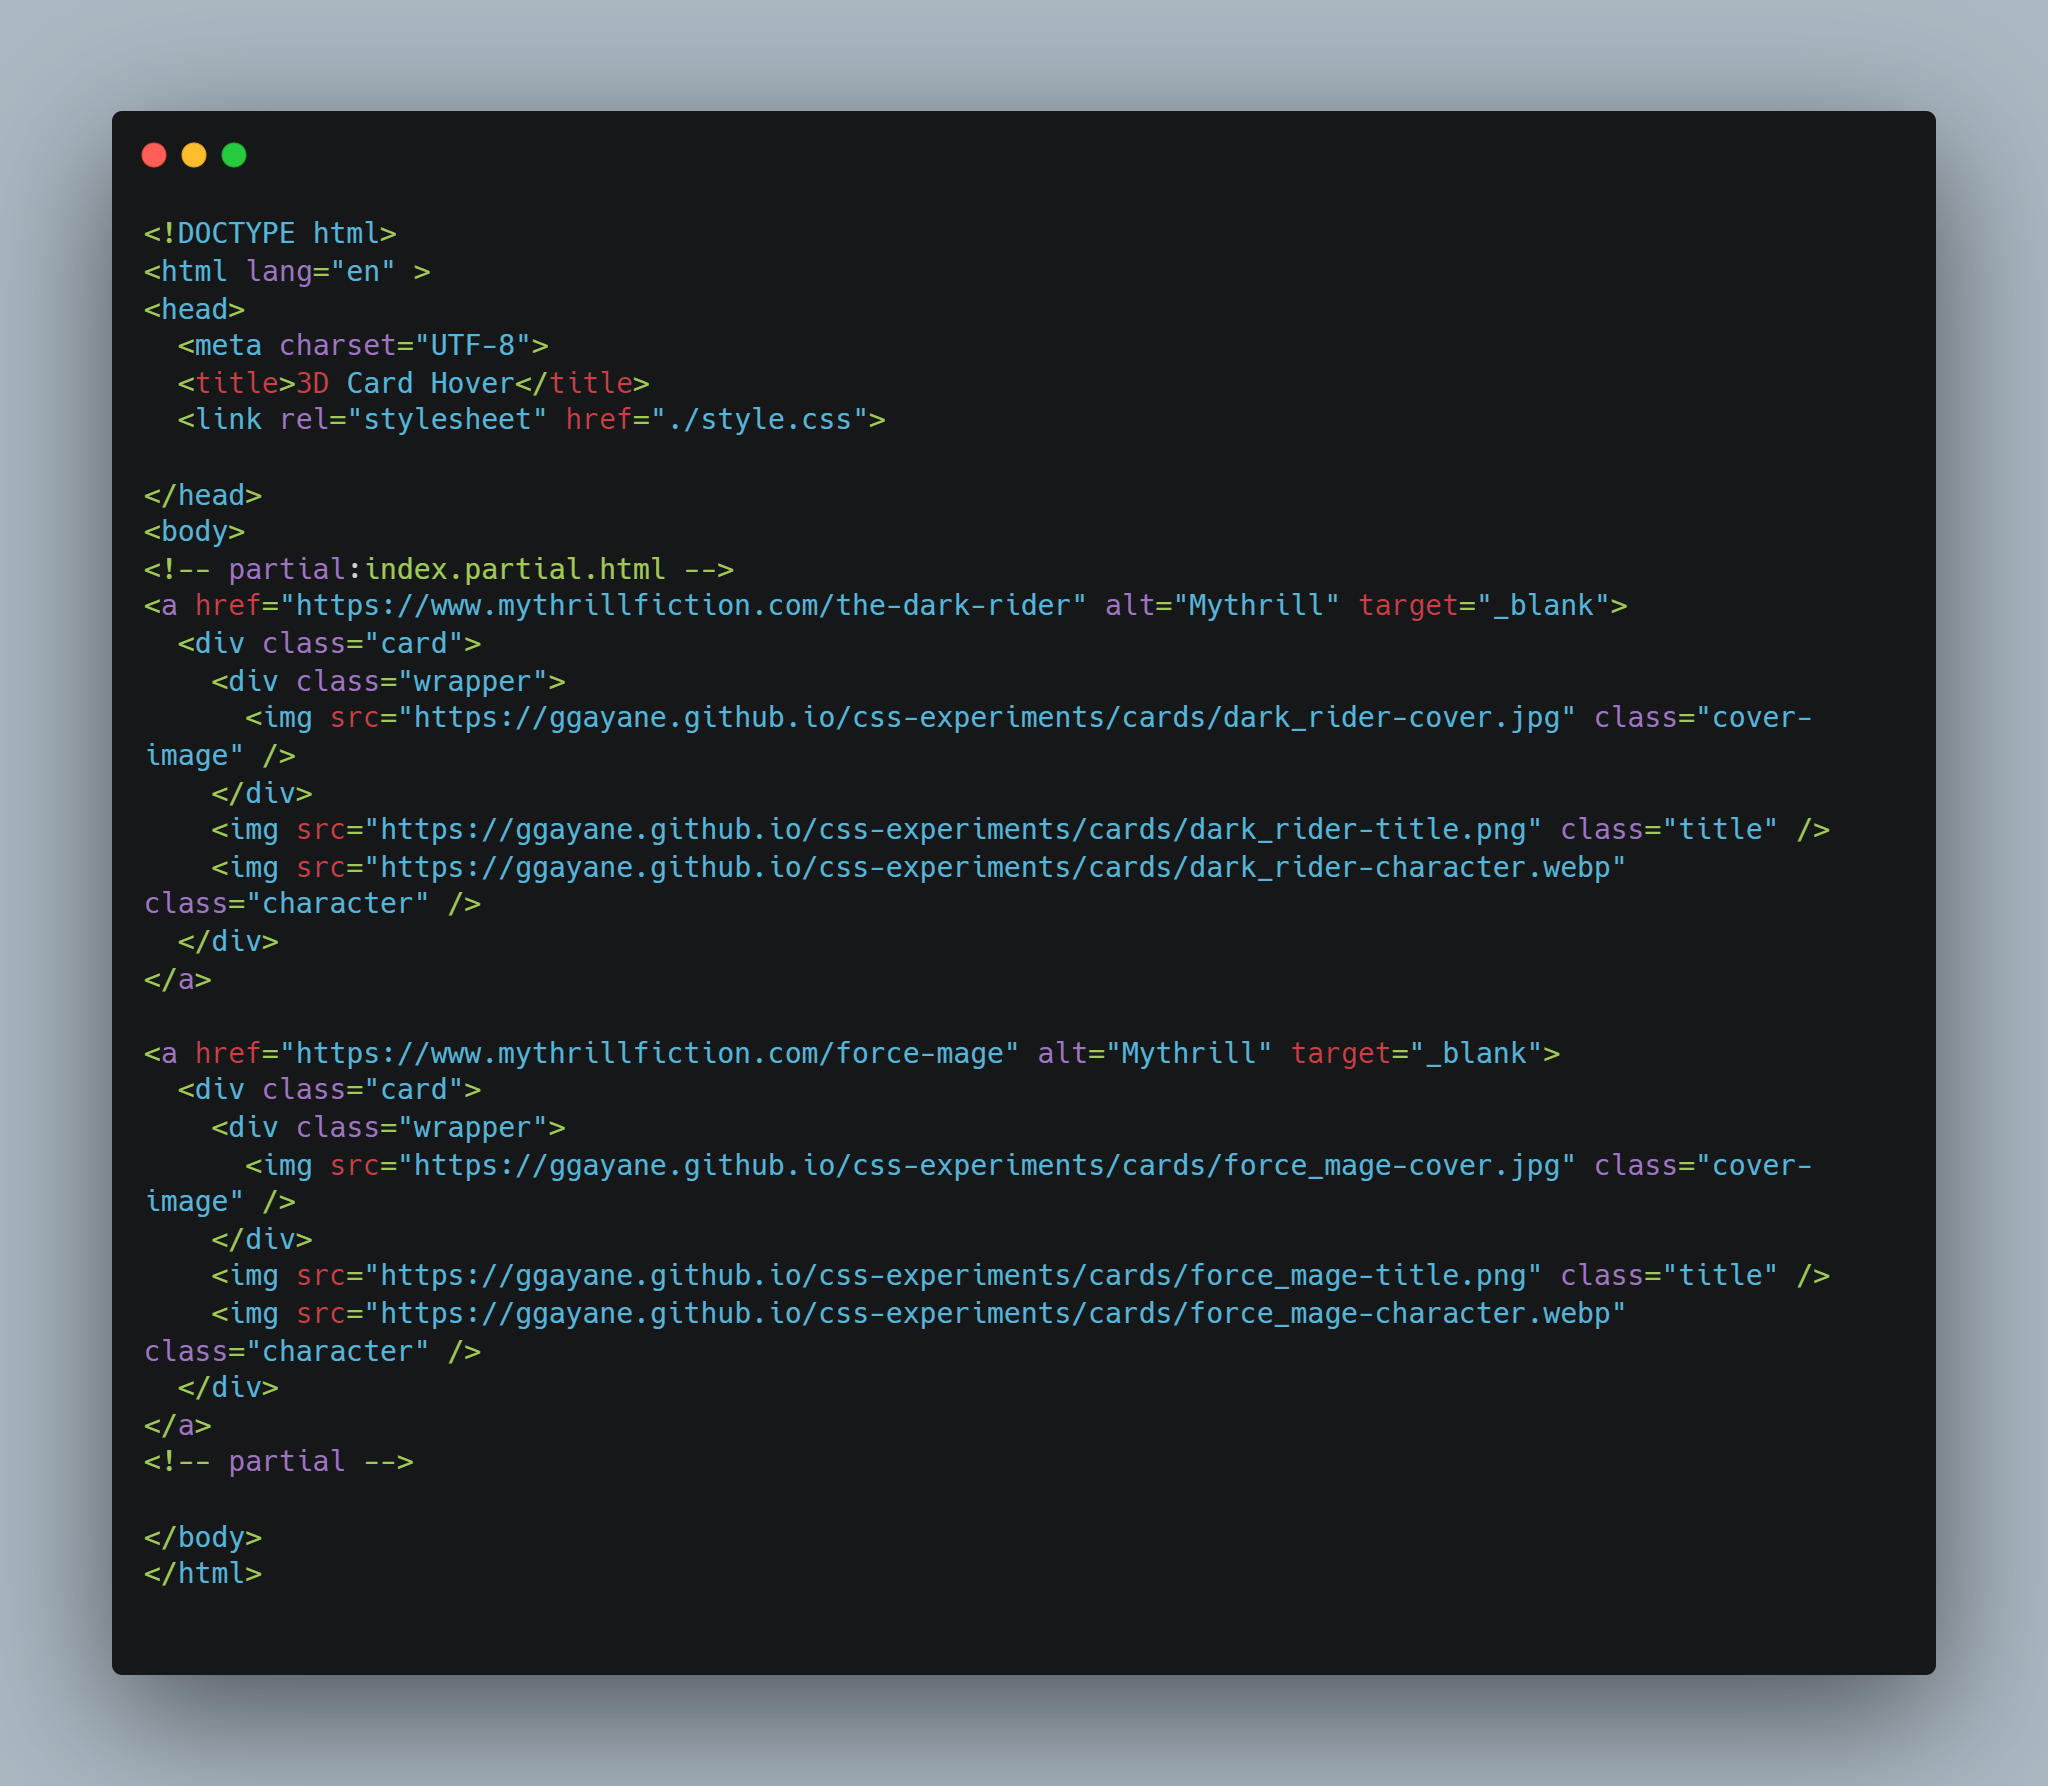 <!DOCTYPE html>
<html lang="en" >
<head>
  <meta charset="UTF-8">
  <title>3D Card Hover</title>
  <link rel="stylesheet" href="./style.css">

</head>
<body>
<!-- partial:index.partial.html -->
<a href="https://www.mythrillfiction.com/the-dark-rider" alt="Mythrill" target="_blank">
  <div class="card">
    <div class="wrapper">
      <img src="https://ggayane.github.io/css-experiments/cards/dark_rider-cover.jpg" class="cover-
image" />
    </div>
    <img src="https://ggayane.github.io/css-experiments/cards/dark_rider-title.png" class="title" />
    <img src="https://ggayane.github.io/css-experiments/cards/dark_rider-character.webp"
class="character" />
  </div>
</a>

<a href="https://www.mythrillfiction.com/force-mage" alt="Mythrill" target="_blank">
  <div class="card">
    <div class="wrapper">
      <img src="https://ggayane.github.io/css-experiments/cards/force_mage-cover.jpg" class="cover-
image" />
    </div>
    <img src="https://ggayane.github.io/css-experiments/cards/force_mage-title.png" class="title" />
    <img src="https://ggayane.github.io/css-experiments/cards/force_mage-character.webp"
class="character" />
  </div>
</a>
<!-- partial -->

</body>
</html>